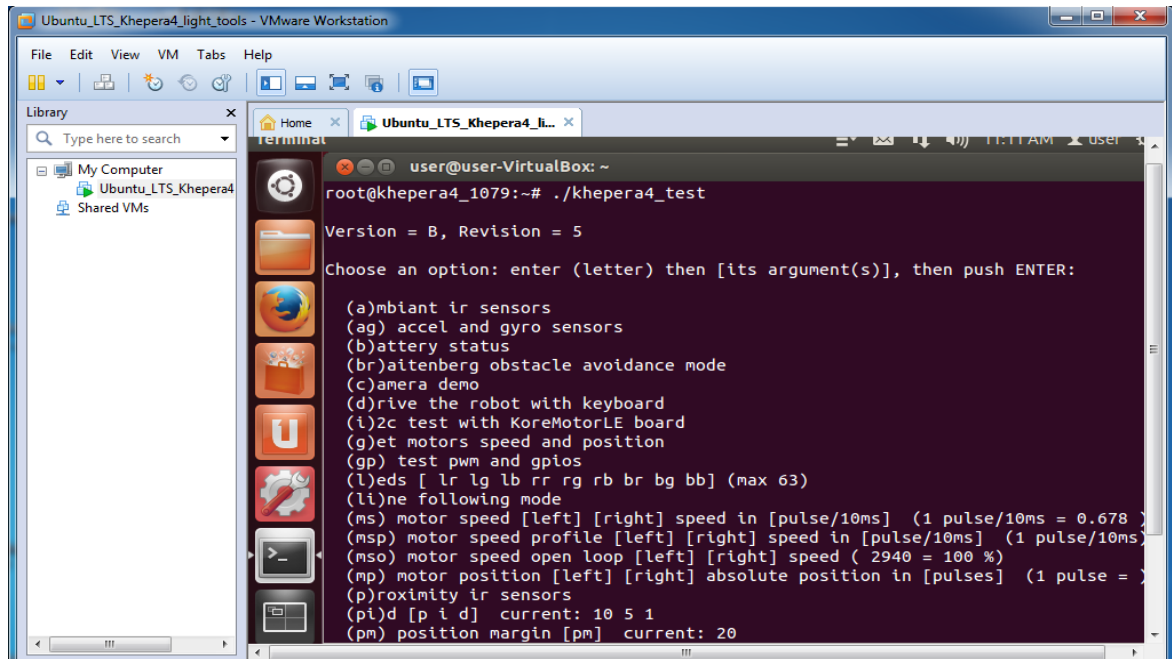 Ubuntu_LTS_Khepera4_light_tools - VMware Workstation
File Edit View VM Tabs Help
Library
Type here to search
My Computer
Ubuntu_LTS_Khepera4
Shared VMs
Home
Ubuntu_LTS_Khepera4_li...
Terminal
11:11 AM user
user@user-VirtualBox: ~
root@khepera4_1079:~# ./khepera4_test
Version = B, Revision = 5
Choose an option: enter (letter) then [its argument(s)], then push ENTER:
(a)mbiant ir sensors
(ag) accel and gyro sensors
(b)attery status
(br)aitenberg obstacle avoidance mode
(c)amera demo
(d)rive the robot with keyboard
(i)2c test with KoreMotorLE board
(g)et motors speed and position
(gp) test pwm and gpios
(l)eds [ lr lg lb rr rg rb br bg bb] (max 63)
(li)ne following mode
(ms) motor speed [left] [right] speed in [pulse/10ms]  (1 pulse/10ms = 0.678 )
(msp) motor speed profile [left] [right] speed in [pulse/10ms]  (1 pulse/10ms)
(mso) motor speed open loop [left] [right] speed ( 2940 = 100 %)
(mp) motor position [left] [right] absolute position in [pulses]  (1 pulse = )
(p)roximity ir sensors
(pi)d [p i d]  current: 10 5 1
(pm) position margin [pm]  current: 20